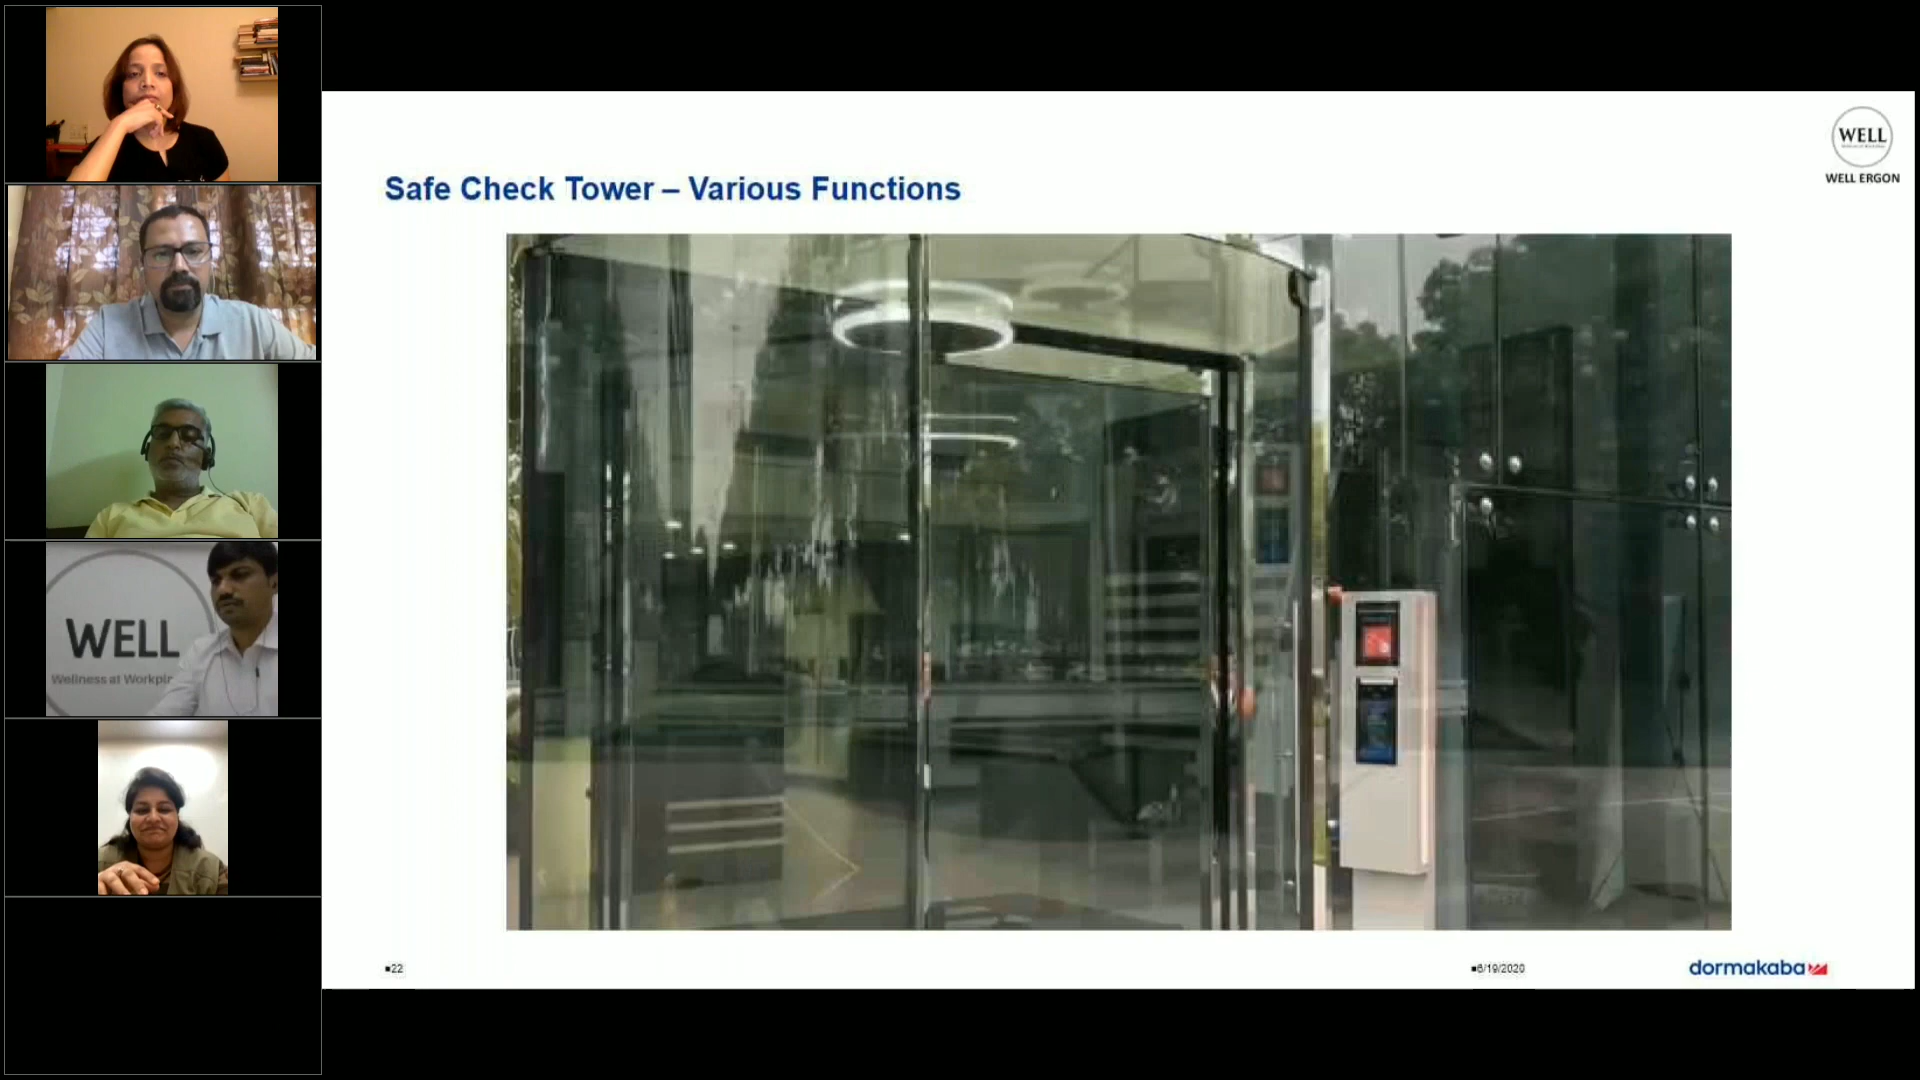 WELL
WELL ERGON
Safe Check Tower – Various Functions
WELL
Wellness at Workpl
▪22
▪6/19/2020
dormakaba